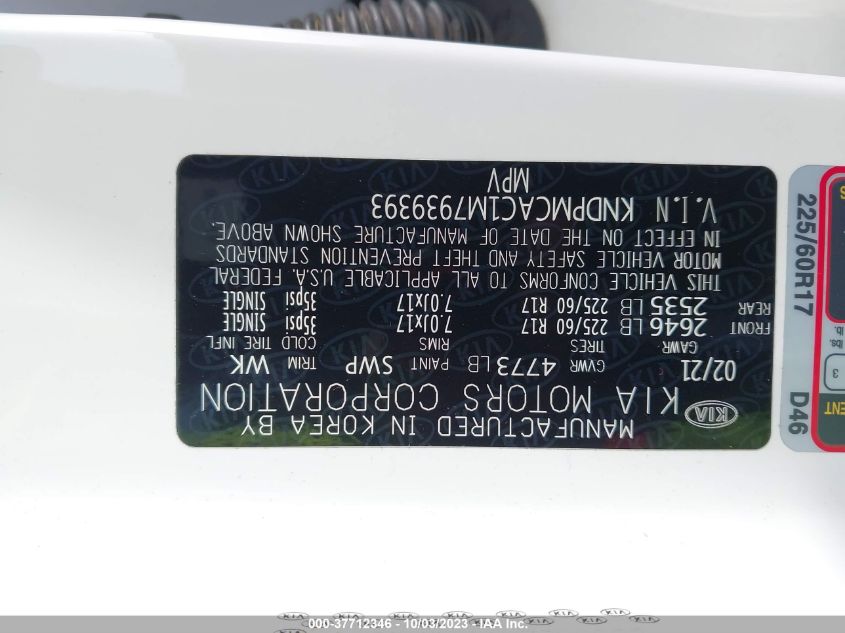 MANUFACTURED IN KOREA BY
KIA KIA MOTORS CORPORATION
02/21 GVWR 4773 LB PAINT SWP TRIM WK
GAWR TIRES RIMS COLD TIRE INFL
FRONT 2646 LB 225/60 R17 7.0Jx17 35psi SINGLE
REAR 2535 LB 225/60 R17 7.0Jx17 35psi SINGLE
THIS VEHICLE CONFORMS TO ALL APPLICABLE U.S.A. FEDERAL
MOTOR VEHICLE SAFETY AND THEFT PREVENTION STANDARDS
IN EFFECT ON THE DATE OF MANUFACTURE SHOWN ABOVE.
V.I.N KNDPMCAC1M7939393
MPV
225/60R17 D46
lb.
lbs.
3
000-37712346 - 10/03/2023 - IAA Inc.